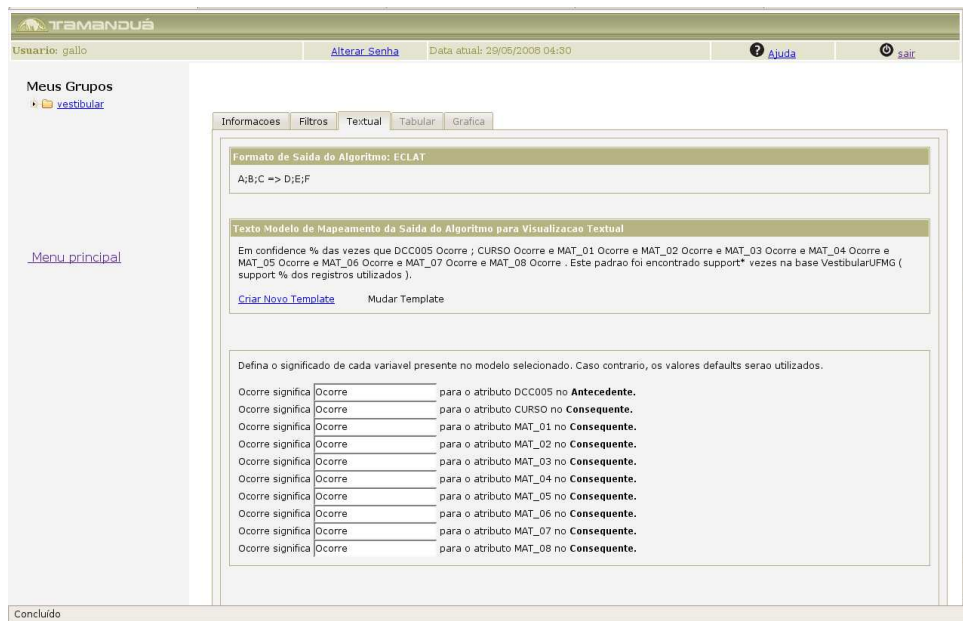 Tamanduá
Usuario: gallo Alterar Senha Data atual: 29/05/2008 04:30 Ajuda sair
Meus Grupos
vestibular
Menu principal
Informacoes Filtros Textual Tabular Grafica
Formato de Saida do Algoritmo: ECLAT
A;B;C => D;E;F
Texto Modelo de Mapeamento da Saida do Algoritmo para Visualizacao Textual
Em confidence % das vezes que DCC005 Ocorre ; CURSO Ocorre e MAT_01 Ocorre e MAT_02 Ocorre e MAT_03 Ocorre e MAT_04 Ocorre e
MAT_05 Ocorre e MAT_06 Ocorre e MAT_07 Ocorre e MAT_08 Ocorre . Este padrao foi encontrado support* vezes na base VestibularUFMG (
support % dos registros utilizados ).
Criar Novo Template Mudar Template
Defina o significado de cada variavel presente no modelo selecionado. Caso contrario, os valores defaults serao utilizados.
Ocorre significa Ocorre para o atributo DCC005 no Antecedente.
Ocorre significa Ocorre para o atributo CURSO no Consequente.
Ocorre significa Ocorre para o atributo MAT_01 no Consequente.
Ocorre significa Ocorre para o atributo MAT_02 no Consequente.
Ocorre significa Ocorre para o atributo MAT_03 no Consequente.
Ocorre significa Ocorre para o atributo MAT_04 no Consequente.
Ocorre significa Ocorre para o atributo MAT_05 no Consequente.
Ocorre significa Ocorre para o atributo MAT_06 no Consequente.
Ocorre significa Ocorre para o atributo MAT_07 no Consequente.
Ocorre significa Ocorre para o atributo MAT_08 no Consequente.
Concluído